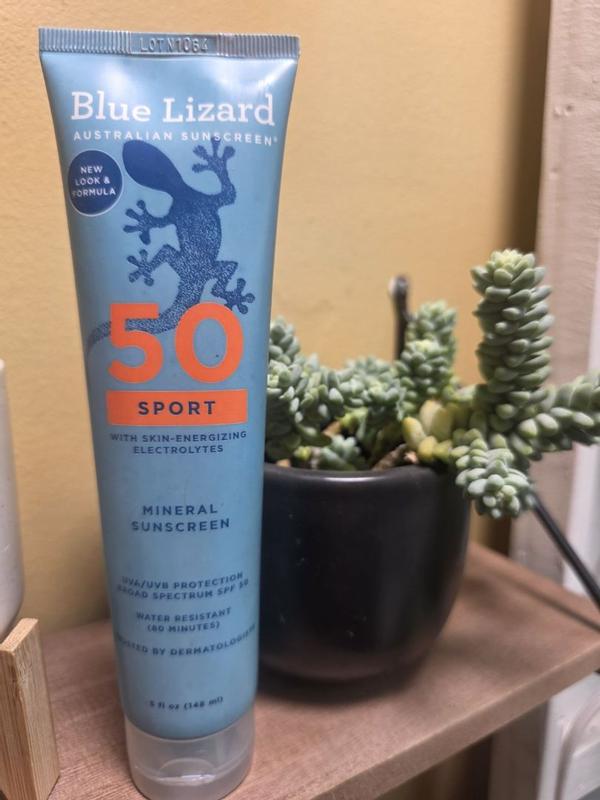 LOT N1064
Blue Lizard
AUSTRALIAN SUNSCREEN®
NEW
LOOK &
FORMULA
50
SPORT
WITH SKIN-ENERGIZING
ELECTROLYTES
MINERAL
SUNSCREEN
UVA/UVB PROTECTION
BROAD SPECTRUM SPF 50
WATER RESISTANT
(80 MINUTES)
TRUSTED BY DERMATOLOGISTS
5 fl oz (148 ml)